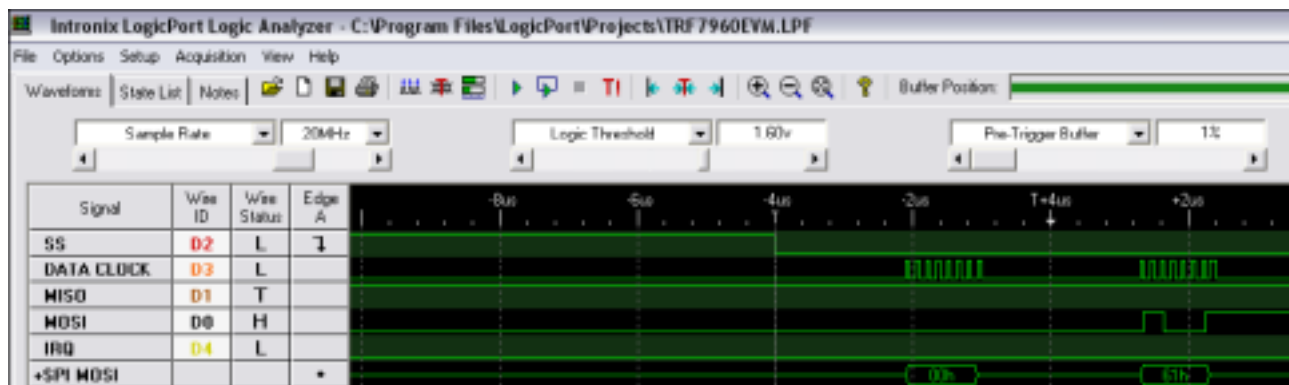 Intronix LogicPort Logic Analyzer - C:\Program Files\LogicPort\Projects\TRF7960EVM.LPF
File Options Setup Acquisition View Help
Waveforms State List Notes Buffer Position:
Sample Rate 20MHz Logic Threshold 1.60v Pre-Trigger Buffer 1%
Signal Wire ID Wire Status Edge A -8us -6us -4us -2us T+4us +2us
SS D2 L
DATA CLOCK D3 L
MISO D1 T
MOSI D0 H
IRQ D4 L
+SPI MOSI 00h 61h